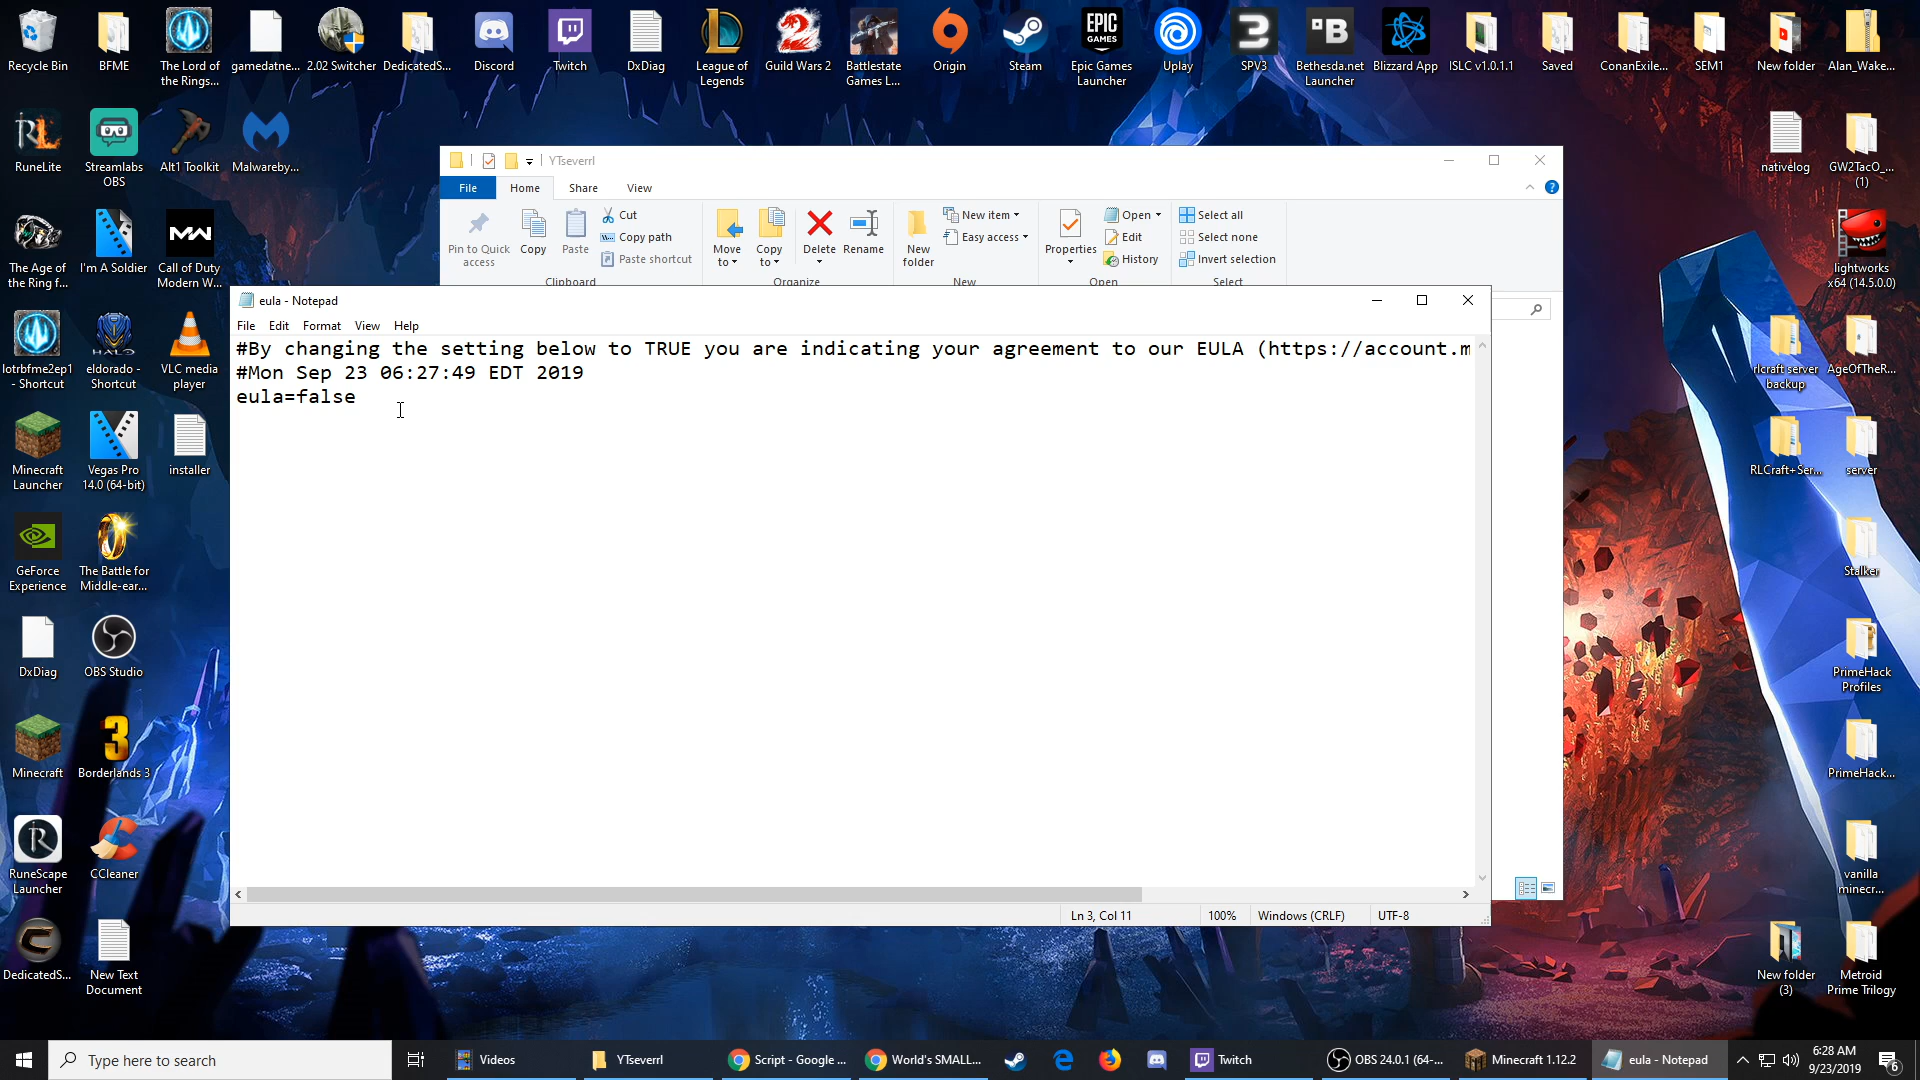 Recycle Bin
BFME
The Lord of
the Rings...
gamedatne...
2.02 Switcher
DedicatedS...
Discord
Twitch
DxDiag
League of
Legends
Guild Wars 2
Battlestate
Games L...
Origin
Steam
EPIC
GAMES
Epic Games
Launcher
Uplay
SPV3
Bethesda.net
Launcher
Blizzard App
ISLC v1.0.1.1
Saved
ConanExile...
SEM1
New folder
Alan_Wake...
RuneLite
Streamlabs
OBS
Alt1 Toolkit
Malwareby...
nativelog
GW2TacO_...
(1)
The Age of
the Ring f...
I'm A Soldier
Call of Duty
Modern W...
lightworks
x64 (14.5.0.0)
lotrbfme2ep1
- Shortcut
eldorado -
Shortcut
VLC media
player
rlcraft server
backup
AgeOfTheR...
Minecraft
Launcher
Vegas Pro
14.0 (64-bit)
installer
RLCraft+Ser...
server
GeForce
Experience
The Battle for
Middle-ear...
Stalker
DxDiag
OBS Studio
PrimeHack
Profiles
Minecraft
Borderlands 3
PrimeHack...
RuneScape
Launcher
CCleaner
vanilla
minecr...
DedicatedS...
New Text
Document
New folder
(3)
Metroid
Prime Trilogy
YTseverrl
File Home Share View
Pin to Quick
access
Copy
Paste
Cut
Copy path
Paste shortcut
Clipboard
Move
to
Copy
to
Delete
Rename
Organize
New
folder
New item
Easy access
New
Properties
Open
Edit
History
Open
Select all
Select none
Invert selection
Select
eula - Notepad
File Edit Format View Help
#By changing the setting below to TRUE you are indicating your agreement to our EULA (https://account.m
#Mon Sep 23 06:27:49 EDT 2019
eula=false
Ln 3, Col 11 100% Windows (CRLF) UTF-8
Type here to search
Videos
YTseverrl
Script - Google ...
World's SMALL...
Twitch
OBS 24.0.1 (64-...
Minecraft 1.12.2
eula - Notepad
6:28 AM
9/23/2019
6